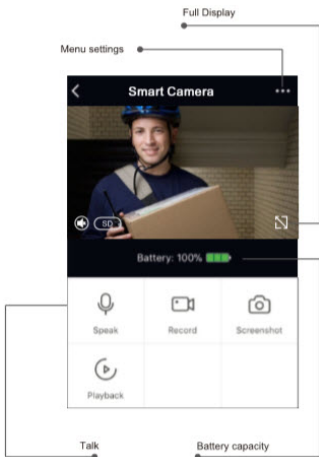 Full Display
Menu settings
Smart Camera
SD
Battery: 100%
Speak
Record
Screenshot
Playback
Talk
Battery capacity